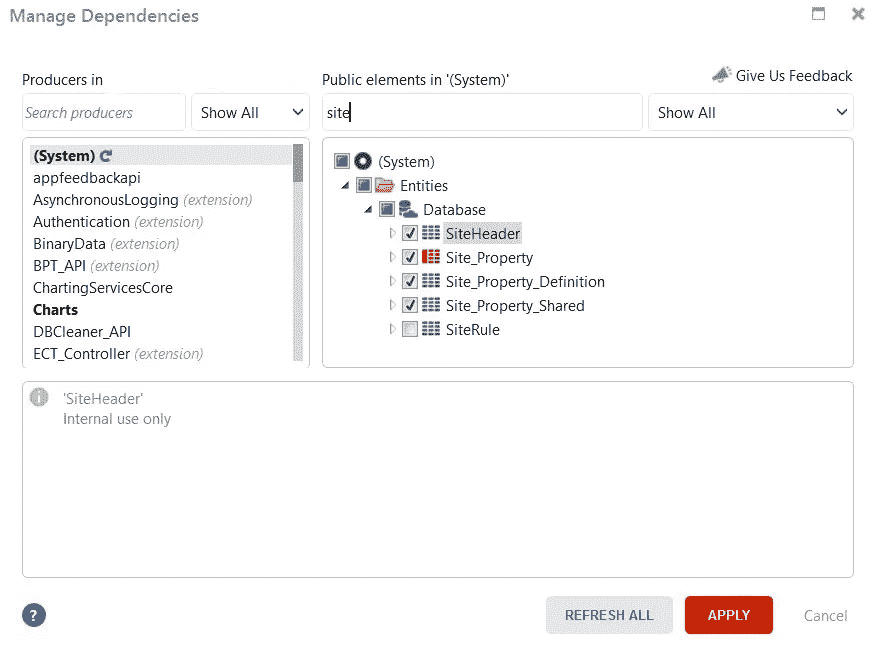 Manage Dependencies
Give Us Feedback
Producers in
Public elements in '(System)'
Search producers
Show All
site
Show All
(System)
appfeedbackapi
AsynchronousLogging (extension)
Authentication (extension)
BinaryData (extension)
BPT_API (extension)
ChartingServicesCore
Charts
DBCleaner_API
ECT_Controller (extension)
(System)
Entities
Database
SiteHeader
Site_Property
Site_Property_Definition
Site_Property_Shared
SiteRule
'SiteHeader'
Internal use only
?
REFRESH ALL
APPLY
Cancel